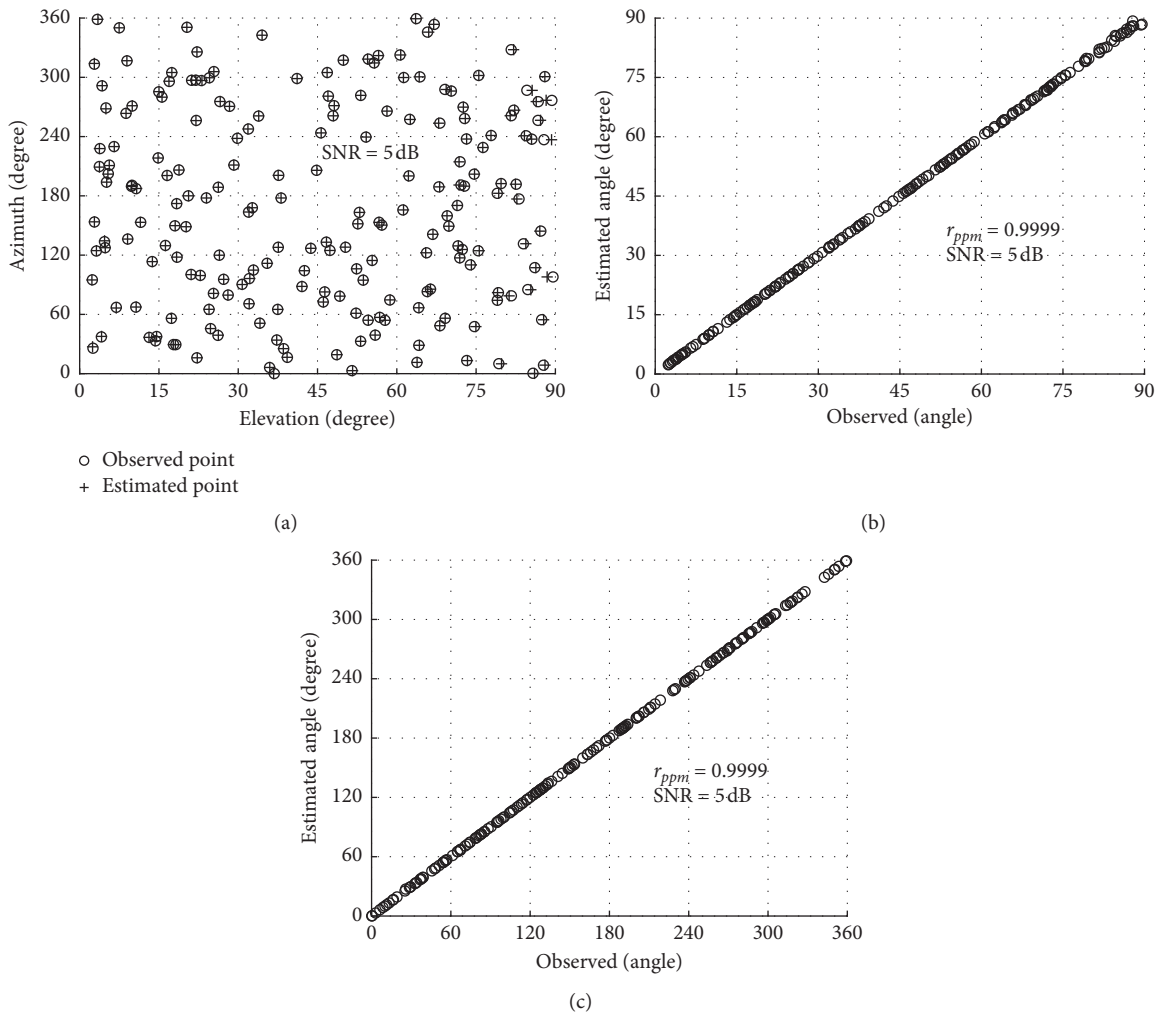 360
300
240
180
120
60
0
Azimuth (degree)
SNR = 5 dB
0 15 30 45 60 75 90
Elevation (degree)
Observed point
Estimated point
(a)
90
75
60
45
30
15
0
Estimated angle (degree)
r_ppm = 0.9999
SNR = 5 dB
0 15 30 45 60 75 90
Observed (angle)
(b)
360
300
240
180
120
60
0
Estimated angle (degree)
r_ppm = 0.9999
SNR = 5 dB
0 60 120 180 240 300 360
Observed (angle)
(c)